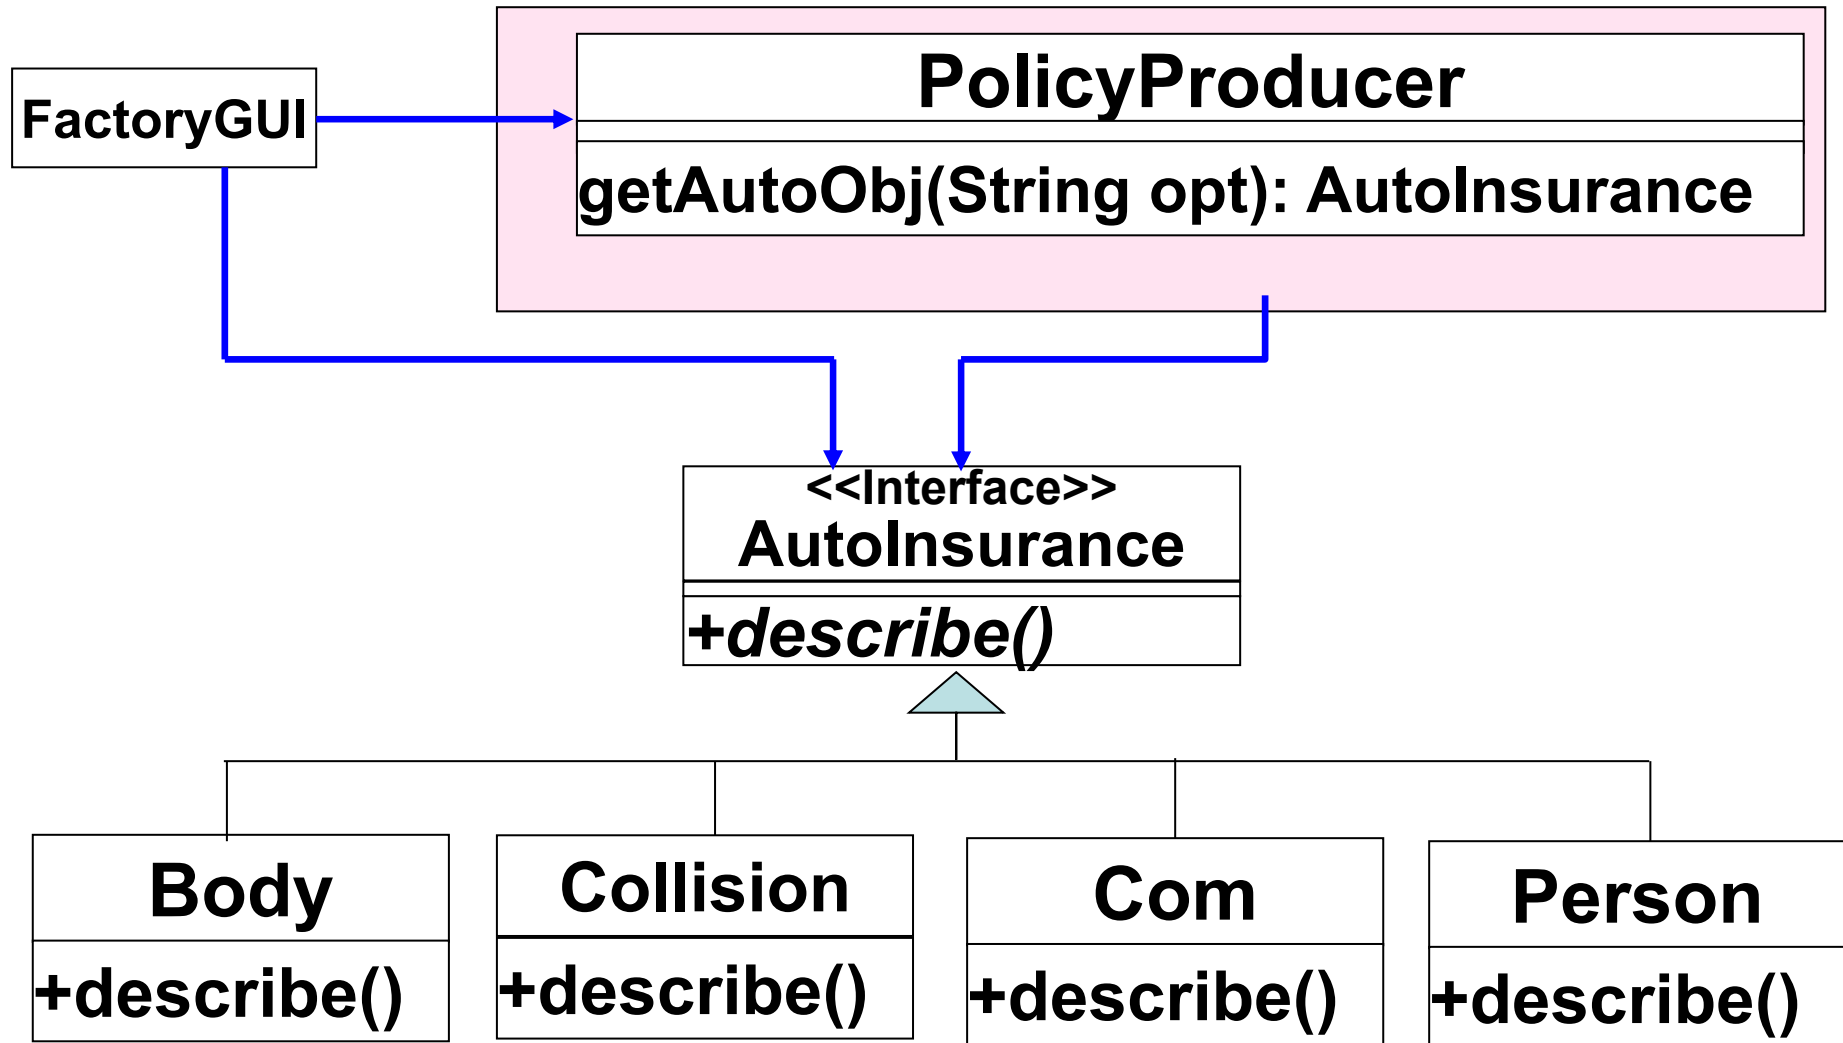 PolicyProducer
FactoryGUI
getAutoObj(String opt): AutoInsurance
<<Interface>>
AutoInsurance
+describe()
Body
+describe()
Collision
+describe()
Com
+describe()
Person
+describe()